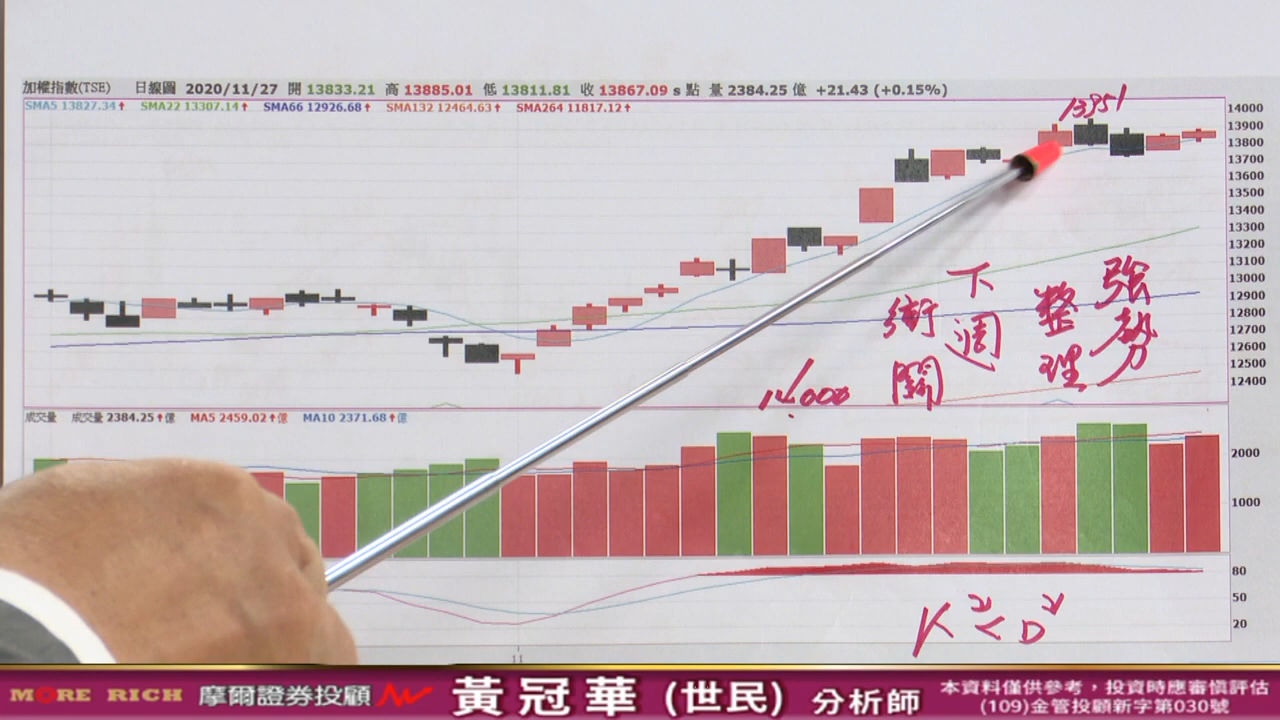 加權指數(TSE) 日線圖 2020/11/27 開 13833.21 高 13885.01 低 13811.81 收 13867.09 s 點 量 2384.25 億 +21.43 (+0.15%)
SMA5 13827.34↑ SMA22 13307.14↑ SMA66 12926.68↑ SMA132 12464.63↑ SMA264 11817.12↑
13951
14000
13900
13800
13700
13600
13500
13400
13300
13200
13100
13000
12900
12800
12700
12600
12500
12400
強勢
整理
下週
衝關
14,000
成交量 成交量 2384.25↑億 MA5 2459.02↑億 MA10 2371.68↑億
2000
1000
80
50
20
K↘<D↘
11
MORE RICH 摩爾證券投顧 黃冠華 (世民) 分析師
本資料僅供參考，投資時應審慎評估
(109)金管投顧新字第030號